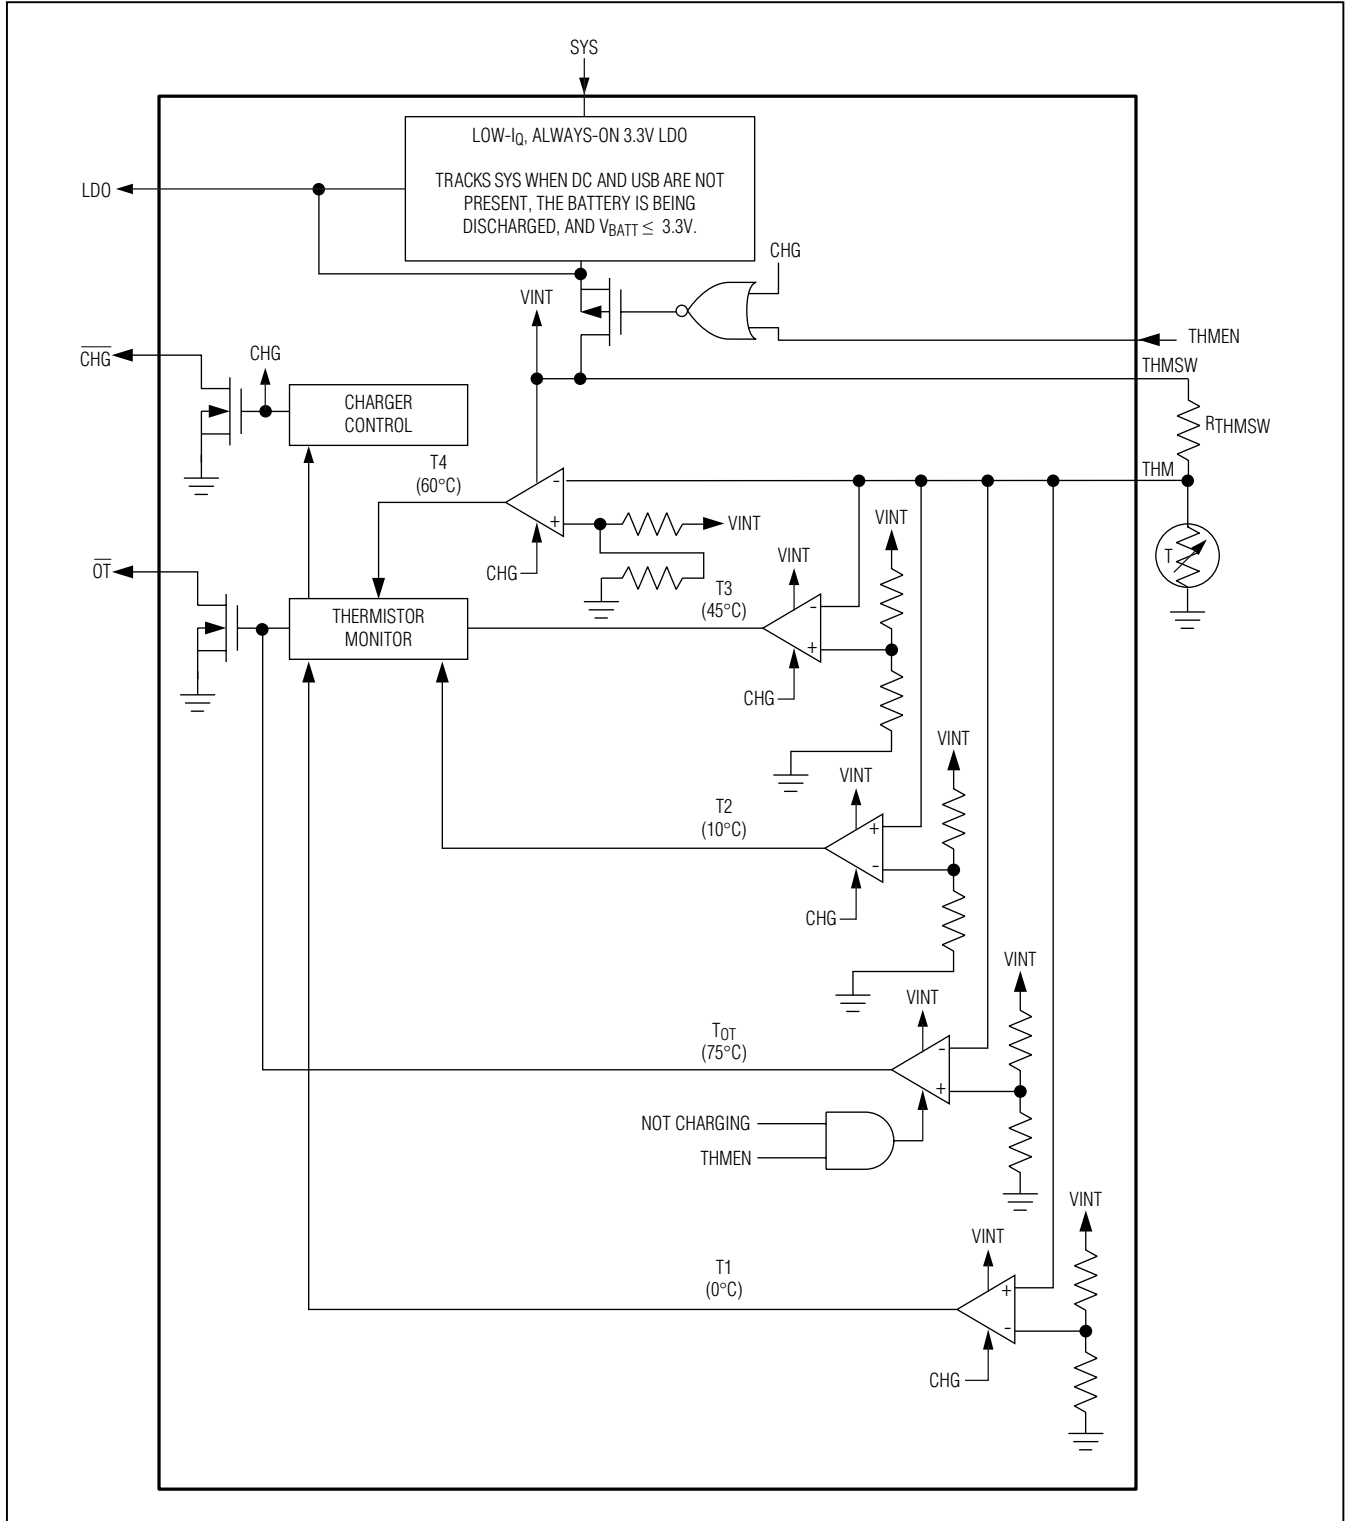 SYS
LOW-IQ, ALWAYS-ON 3.3V LDO
TRACKS SYS WHEN DC AND USB ARE NOT
PRESENT, THE BATTERY IS BEING
DISCHARGED, AND VBATT ≤ 3.3V.
LDO
CHG
VINT
THMEN
THMSW
CHG
CHG
CHARGER
CONTROL
RTHMSW
T4
(60°C)
THM
-
+
VINT
VINT
CHG
T
OT
VINT
T3
(45°C)
THERMISTOR
MONITOR
-
+
CHG
VINT
VINT
T2
(10°C)
+
-
CHG
VINT
VINT
TOT
(75°C)
-
+
NOT CHARGING
THMEN
VINT
VINT
T1
(0°C)
+
-
CHG